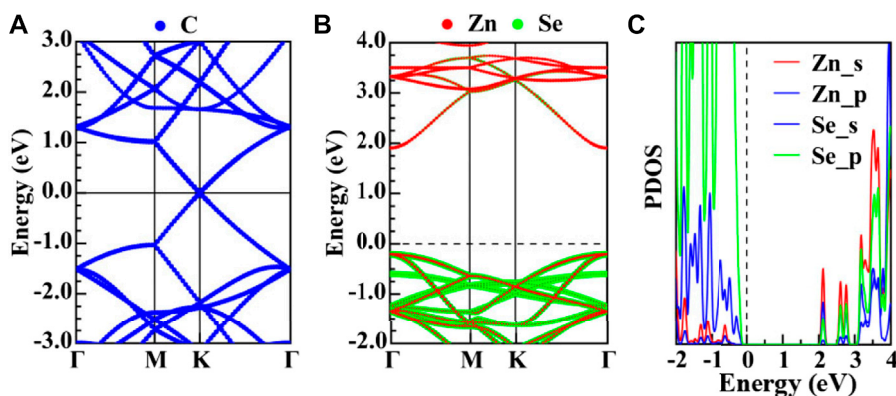 A
C
3.0
2.0
1.0
0.0
-1.0
-2.0
-3.0
Energy (eV)
Γ
M
K
Γ
B
Zn
Se
4.0
3.0
2.0
1.0
0.0
-1.0
-2.0
Energy (eV)
Γ
M
K
Γ
C
Zn_s
Zn_p
Se_s
Se_p
PDOS
-2
-1
0
1
2
3
4
Energy (eV)